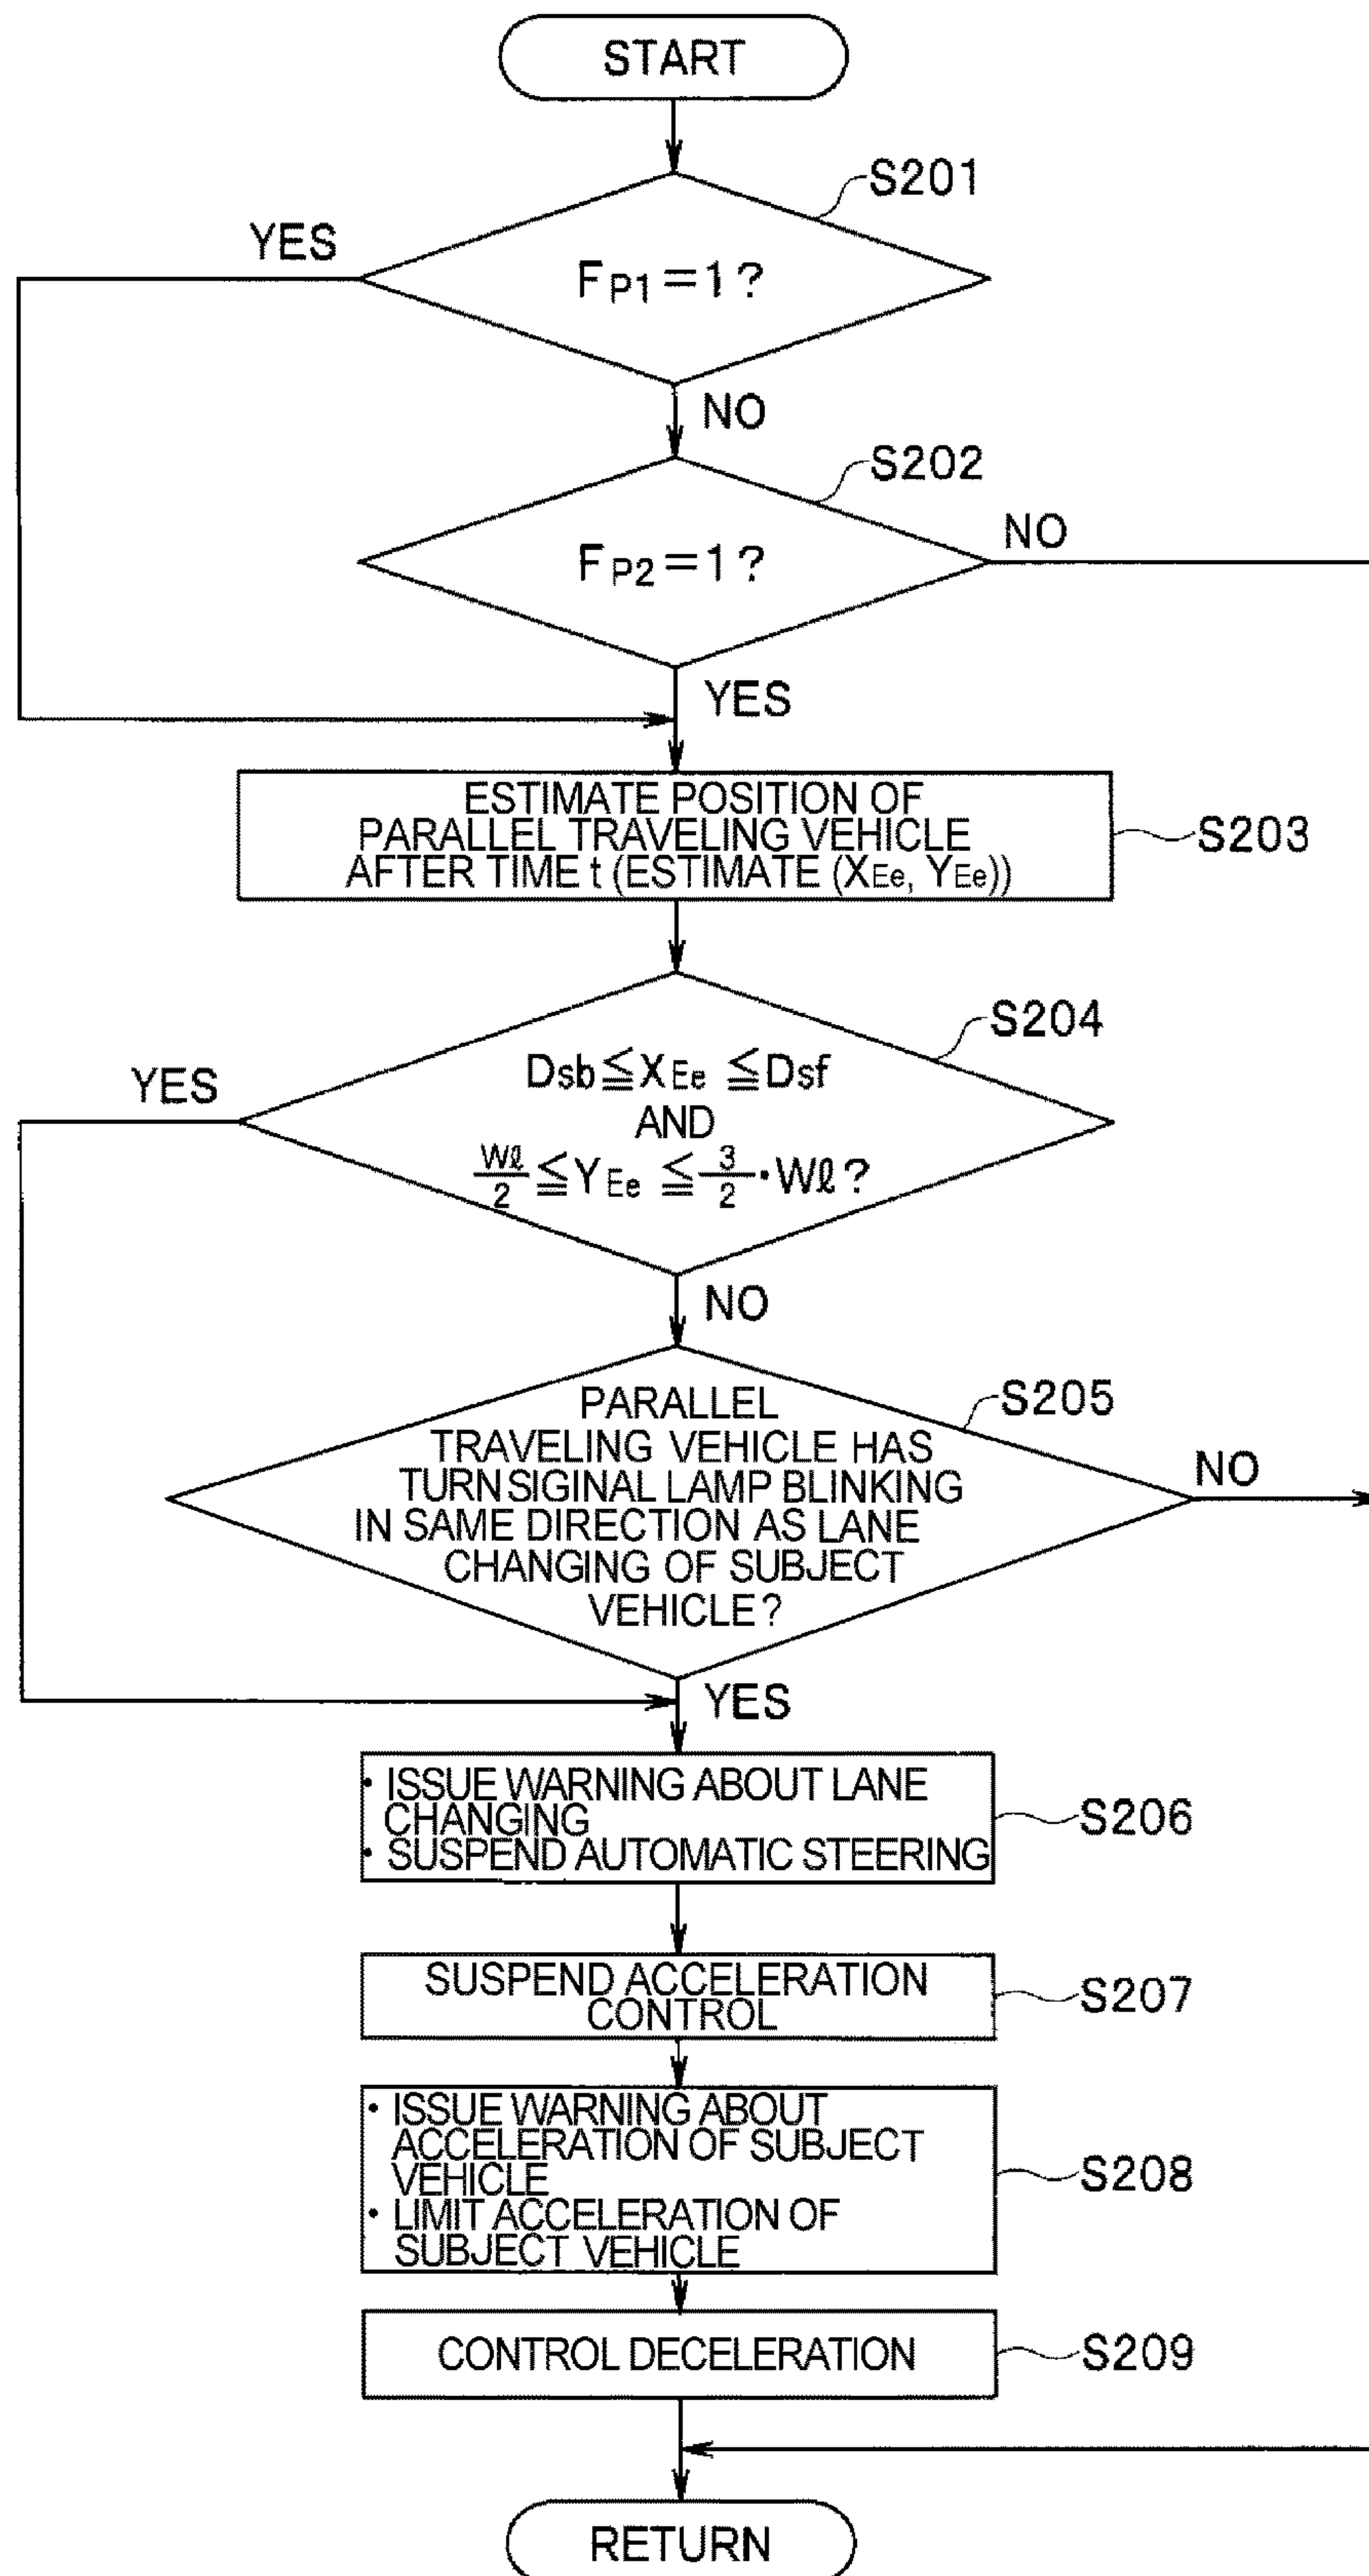 START
S201
YES
FP1=1?
NO
S202
NO
FP2=1?
YES
ESTIMATE POSITION OF
PARALLEL TRAVELING VEHICLE
AFTER TIME t (ESTIMATE (XEe, YEe))
S203
S204
YES
Dsb≦XEe ≦Dsf
AND
Wℓ/2 ≦YEe ≦3/2・Wℓ?
NO
S205
PARALLEL
TRAVELING VEHICLE HAS
TURN SIGINAL LAMP BLINKING
IN SAME DIRECTION AS LANE
CHANGING OF SUBJECT
VEHICLE?
NO
YES
• ISSUE WARNING ABOUT LANE
CHANGING
• SUSPEND AUTOMATIC STEERING
S206
SUSPEND ACCELERATION
CONTROL
S207
• ISSUE WARNING ABOUT
ACCELERATION OF SUBJECT
VEHICLE
• LIMIT ACCELERATION OF
SUBJECT VEHICLE
S208
CONTROL DECELERATION
S209
RETURN